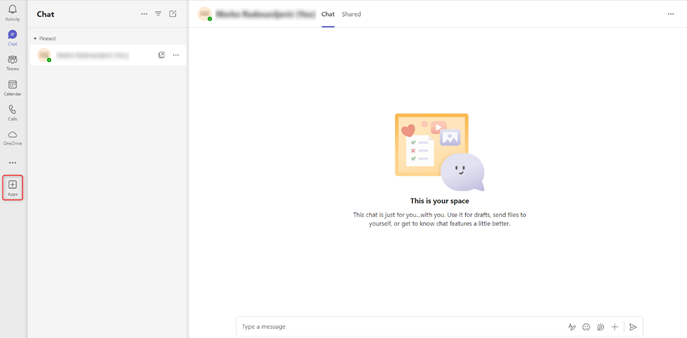 Activity
Chat
Teams
Calendar
Calls
OneDrive
Apps
Chat
Pinned
Chat
Shared
This is your space
This chat is just for you...with you. Use it for drafts, send files to
yourself, or get to know chat features a little better.
Type a message